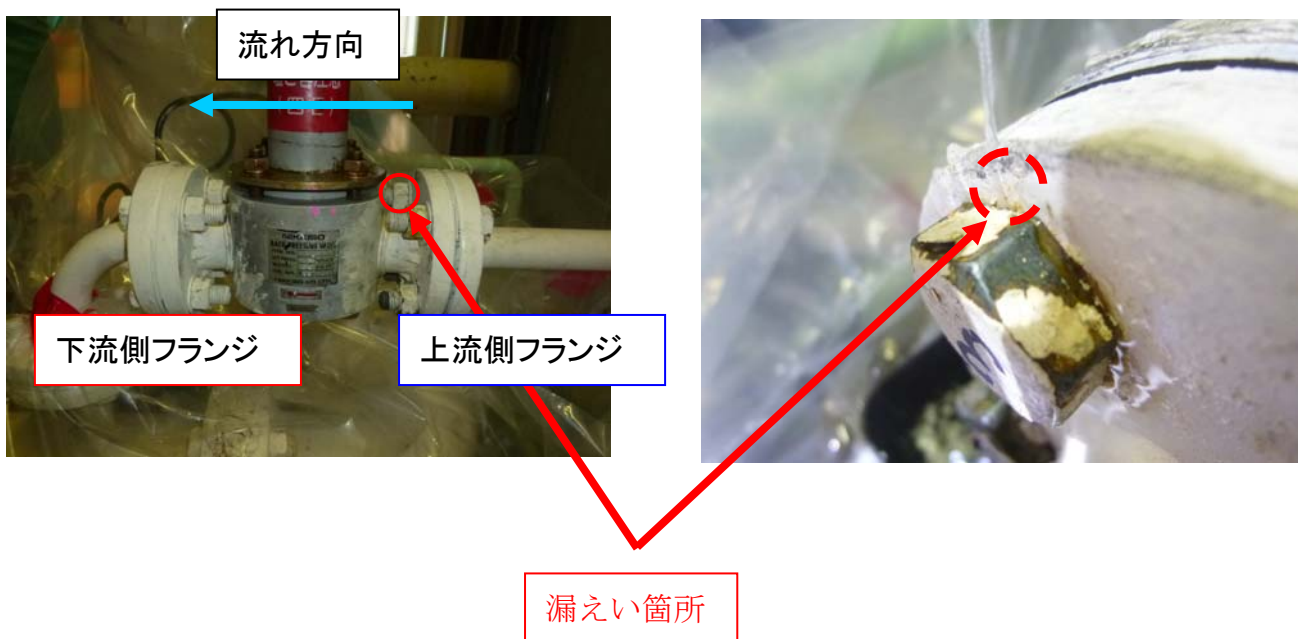 流れ方向
下流側フランジ
上流側フランジ
漏えい箇所